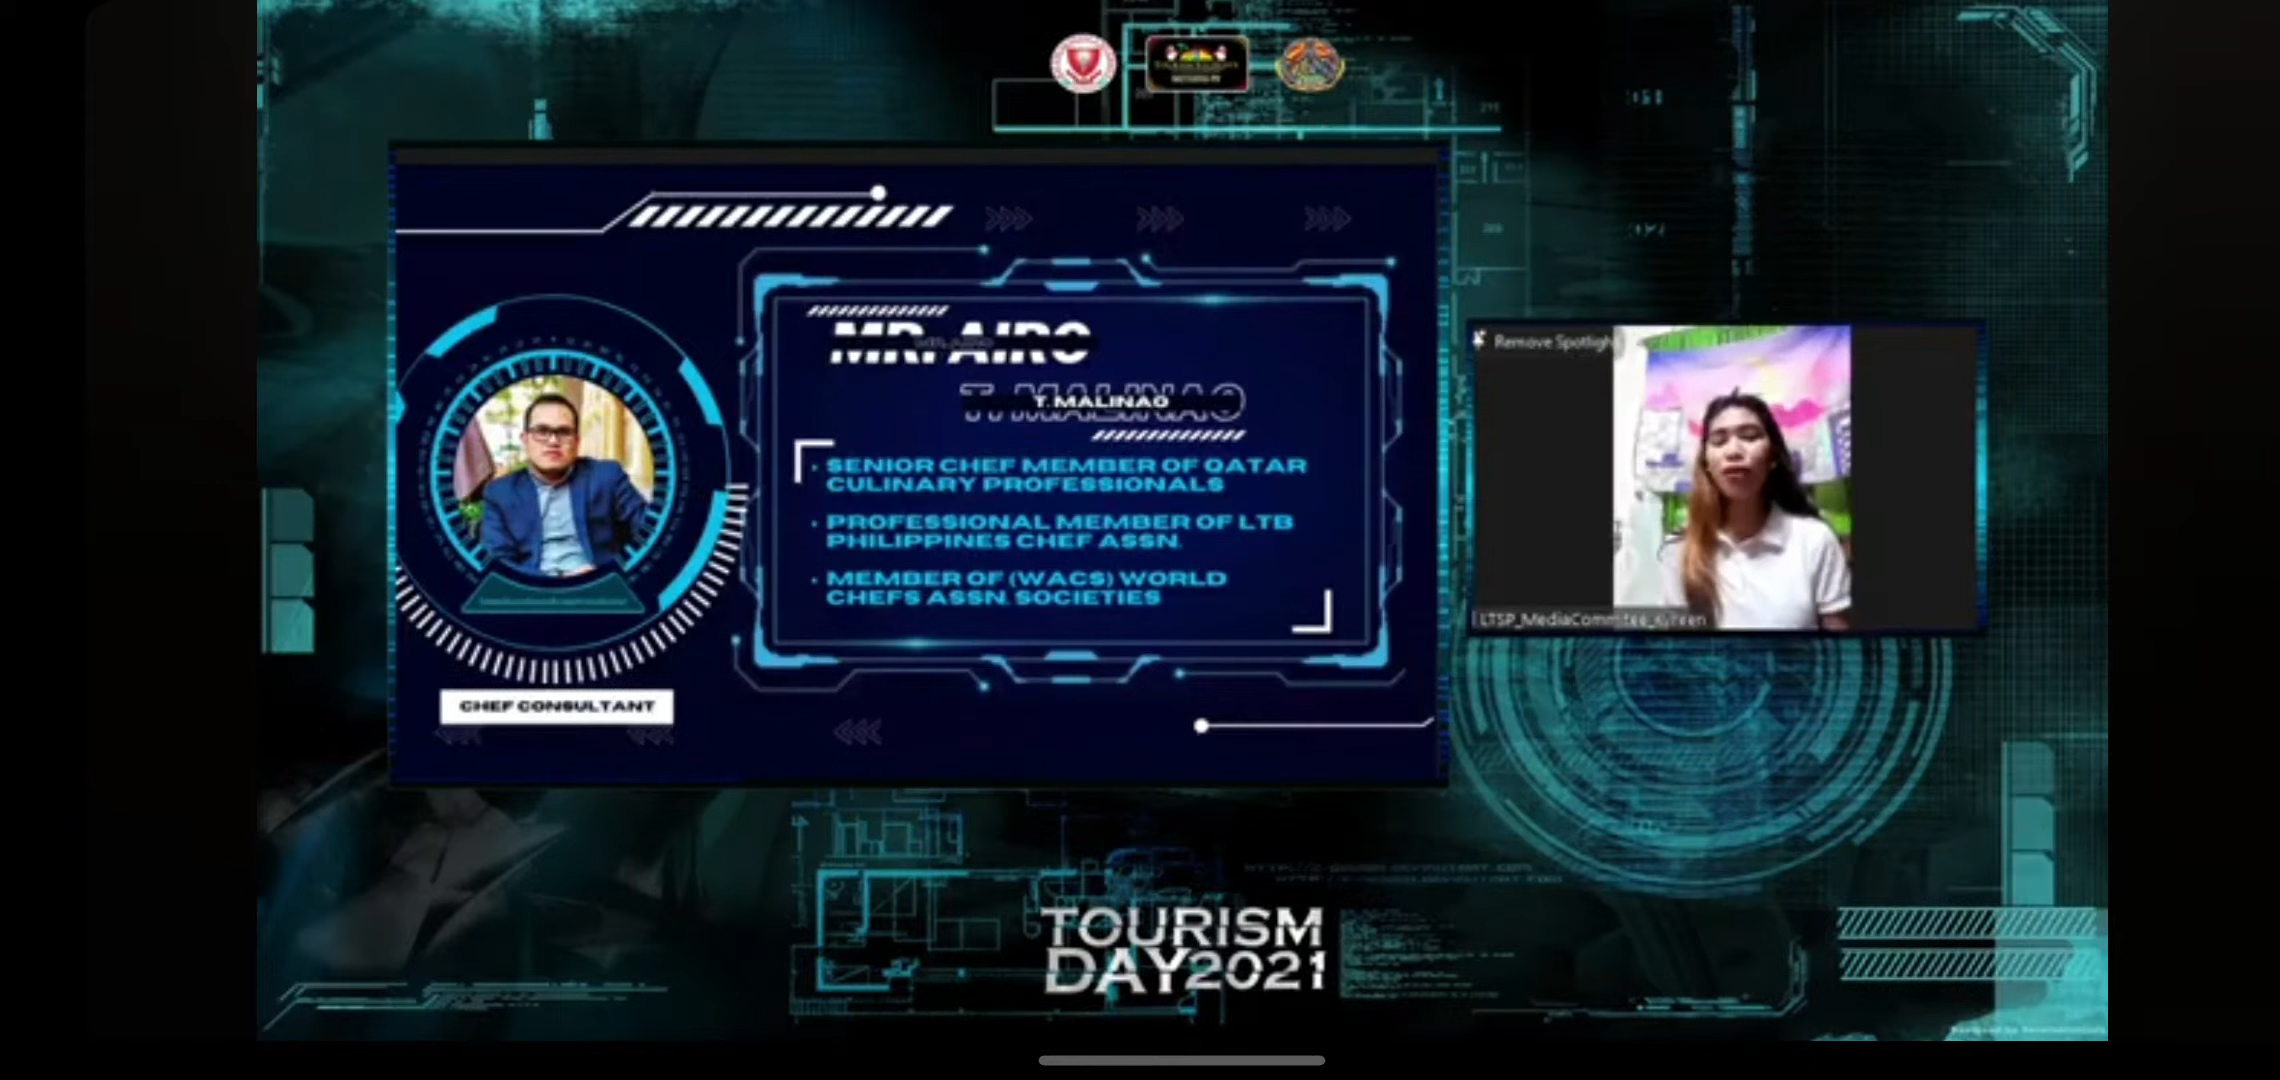 MR. AIRO
T. MALINAO
T. MALINAO
• SENIOR CHEF MEMBER OF QATAR
CULINARY PROFESSIONALS
• PROFESSIONAL MEMBER OF LTB
PHILIPPINES CHEF ASSN.
• MEMBER OF (WACS) WORLD
CHEFS ASSN. SOCIETIES
CHEF CONSULTANT
Remove Spotlight
TOURISM
DAY2021